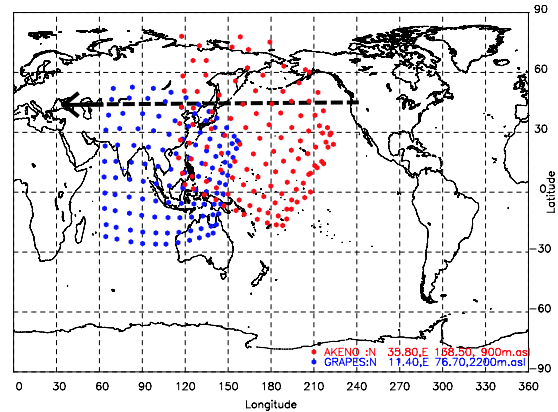 90
60
30
0
−30
−60
−90
Latitude
AKENO :N 35.80,E 138.50, 900m.asl
GRAPES:N 11.40,E 76.70,2200m.asl
0 30 60 90 120 150 180 210 240 270 300 330 360
Longitude